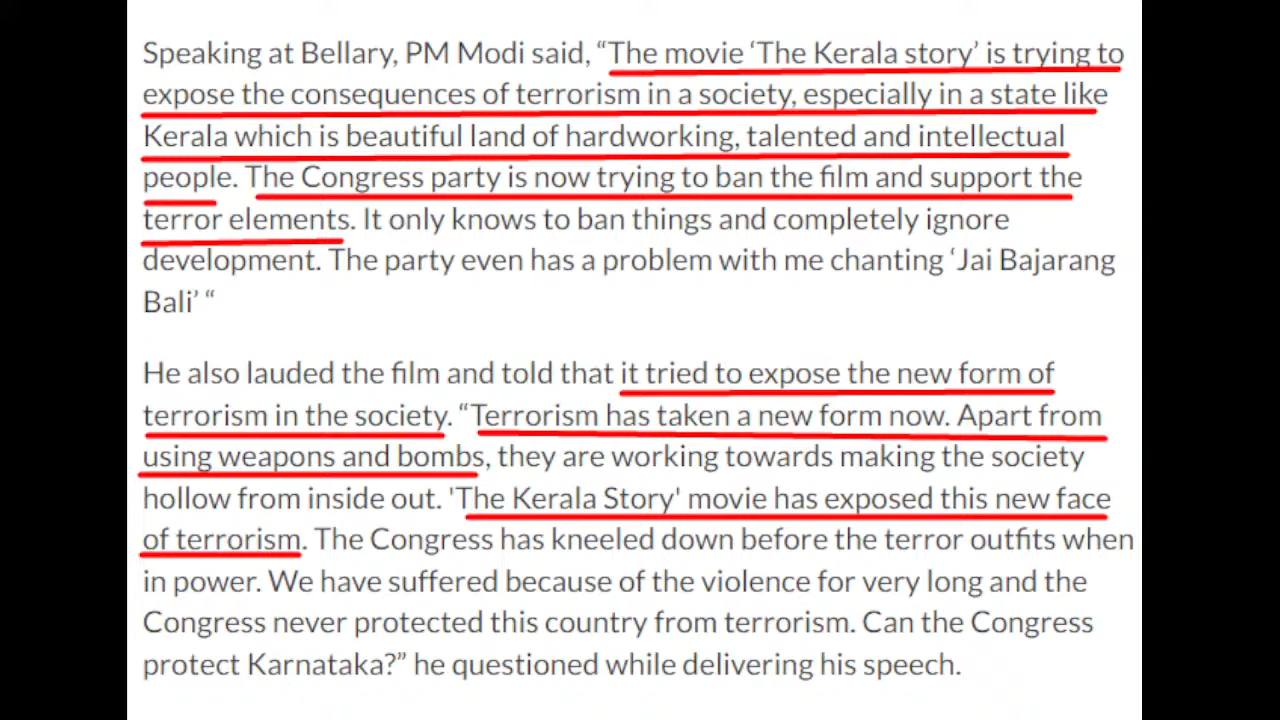 Speaking at Bellary, PM Modi said, “The movie ‘The Kerala story’ is trying to
expose the consequences of terrorism in a society, especially in a state like
Kerala which is beautiful land of hardworking, talented and intellectual
people. The Congress party is now trying to ban the film and support the
terror elements. It only knows to ban things and completely ignore
development. The party even has a problem with me chanting ‘Jai Bajarang
Bali’ “
He also lauded the film and told that it tried to expose the new form of
terrorism in the society. “Terrorism has taken a new form now. Apart from
using weapons and bombs, they are working towards making the society
hollow from inside out. 'The Kerala Story' movie has exposed this new face
of terrorism. The Congress has kneeled down before the terror outfits when
in power. We have suffered because of the violence for very long and the
Congress never protected this country from terrorism. Can the Congress
protect Karnataka?” he questioned while delivering his speech.